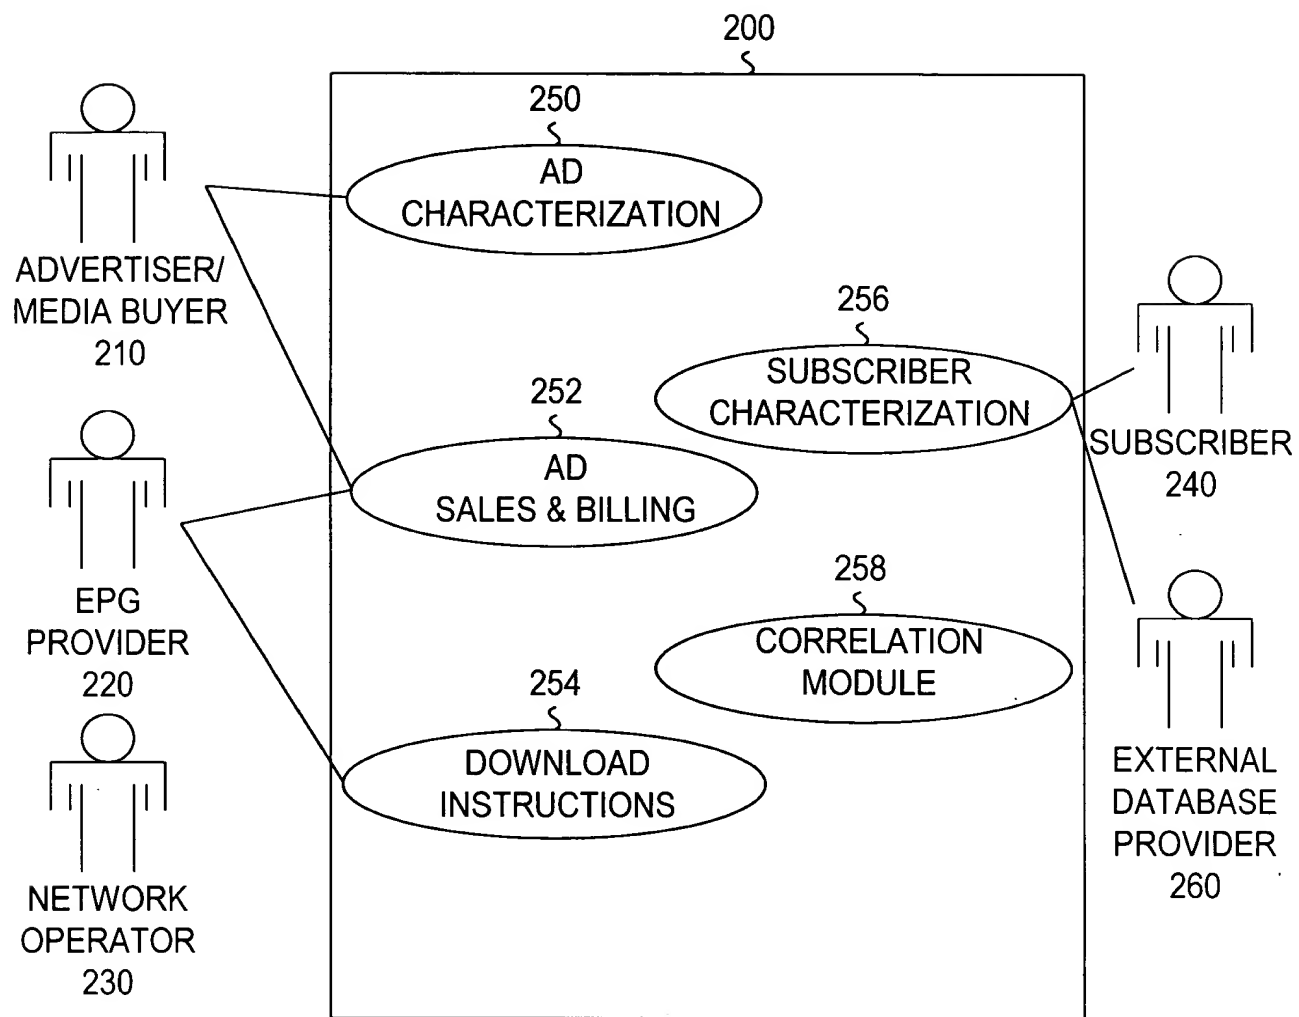 200
250
AD
CHARACTERIZATION
ADVERTISER/
MEDIA BUYER
210
256
SUBSCRIBER
CHARACTERIZATION
SUBSCRIBER
240
252
AD
SALES & BILLING
EPG
PROVIDER
220
258
CORRELATION
MODULE
254
DOWNLOAD
INSTRUCTIONS
EXTERNAL
DATABASE
PROVIDER
260
NETWORK
OPERATOR
230